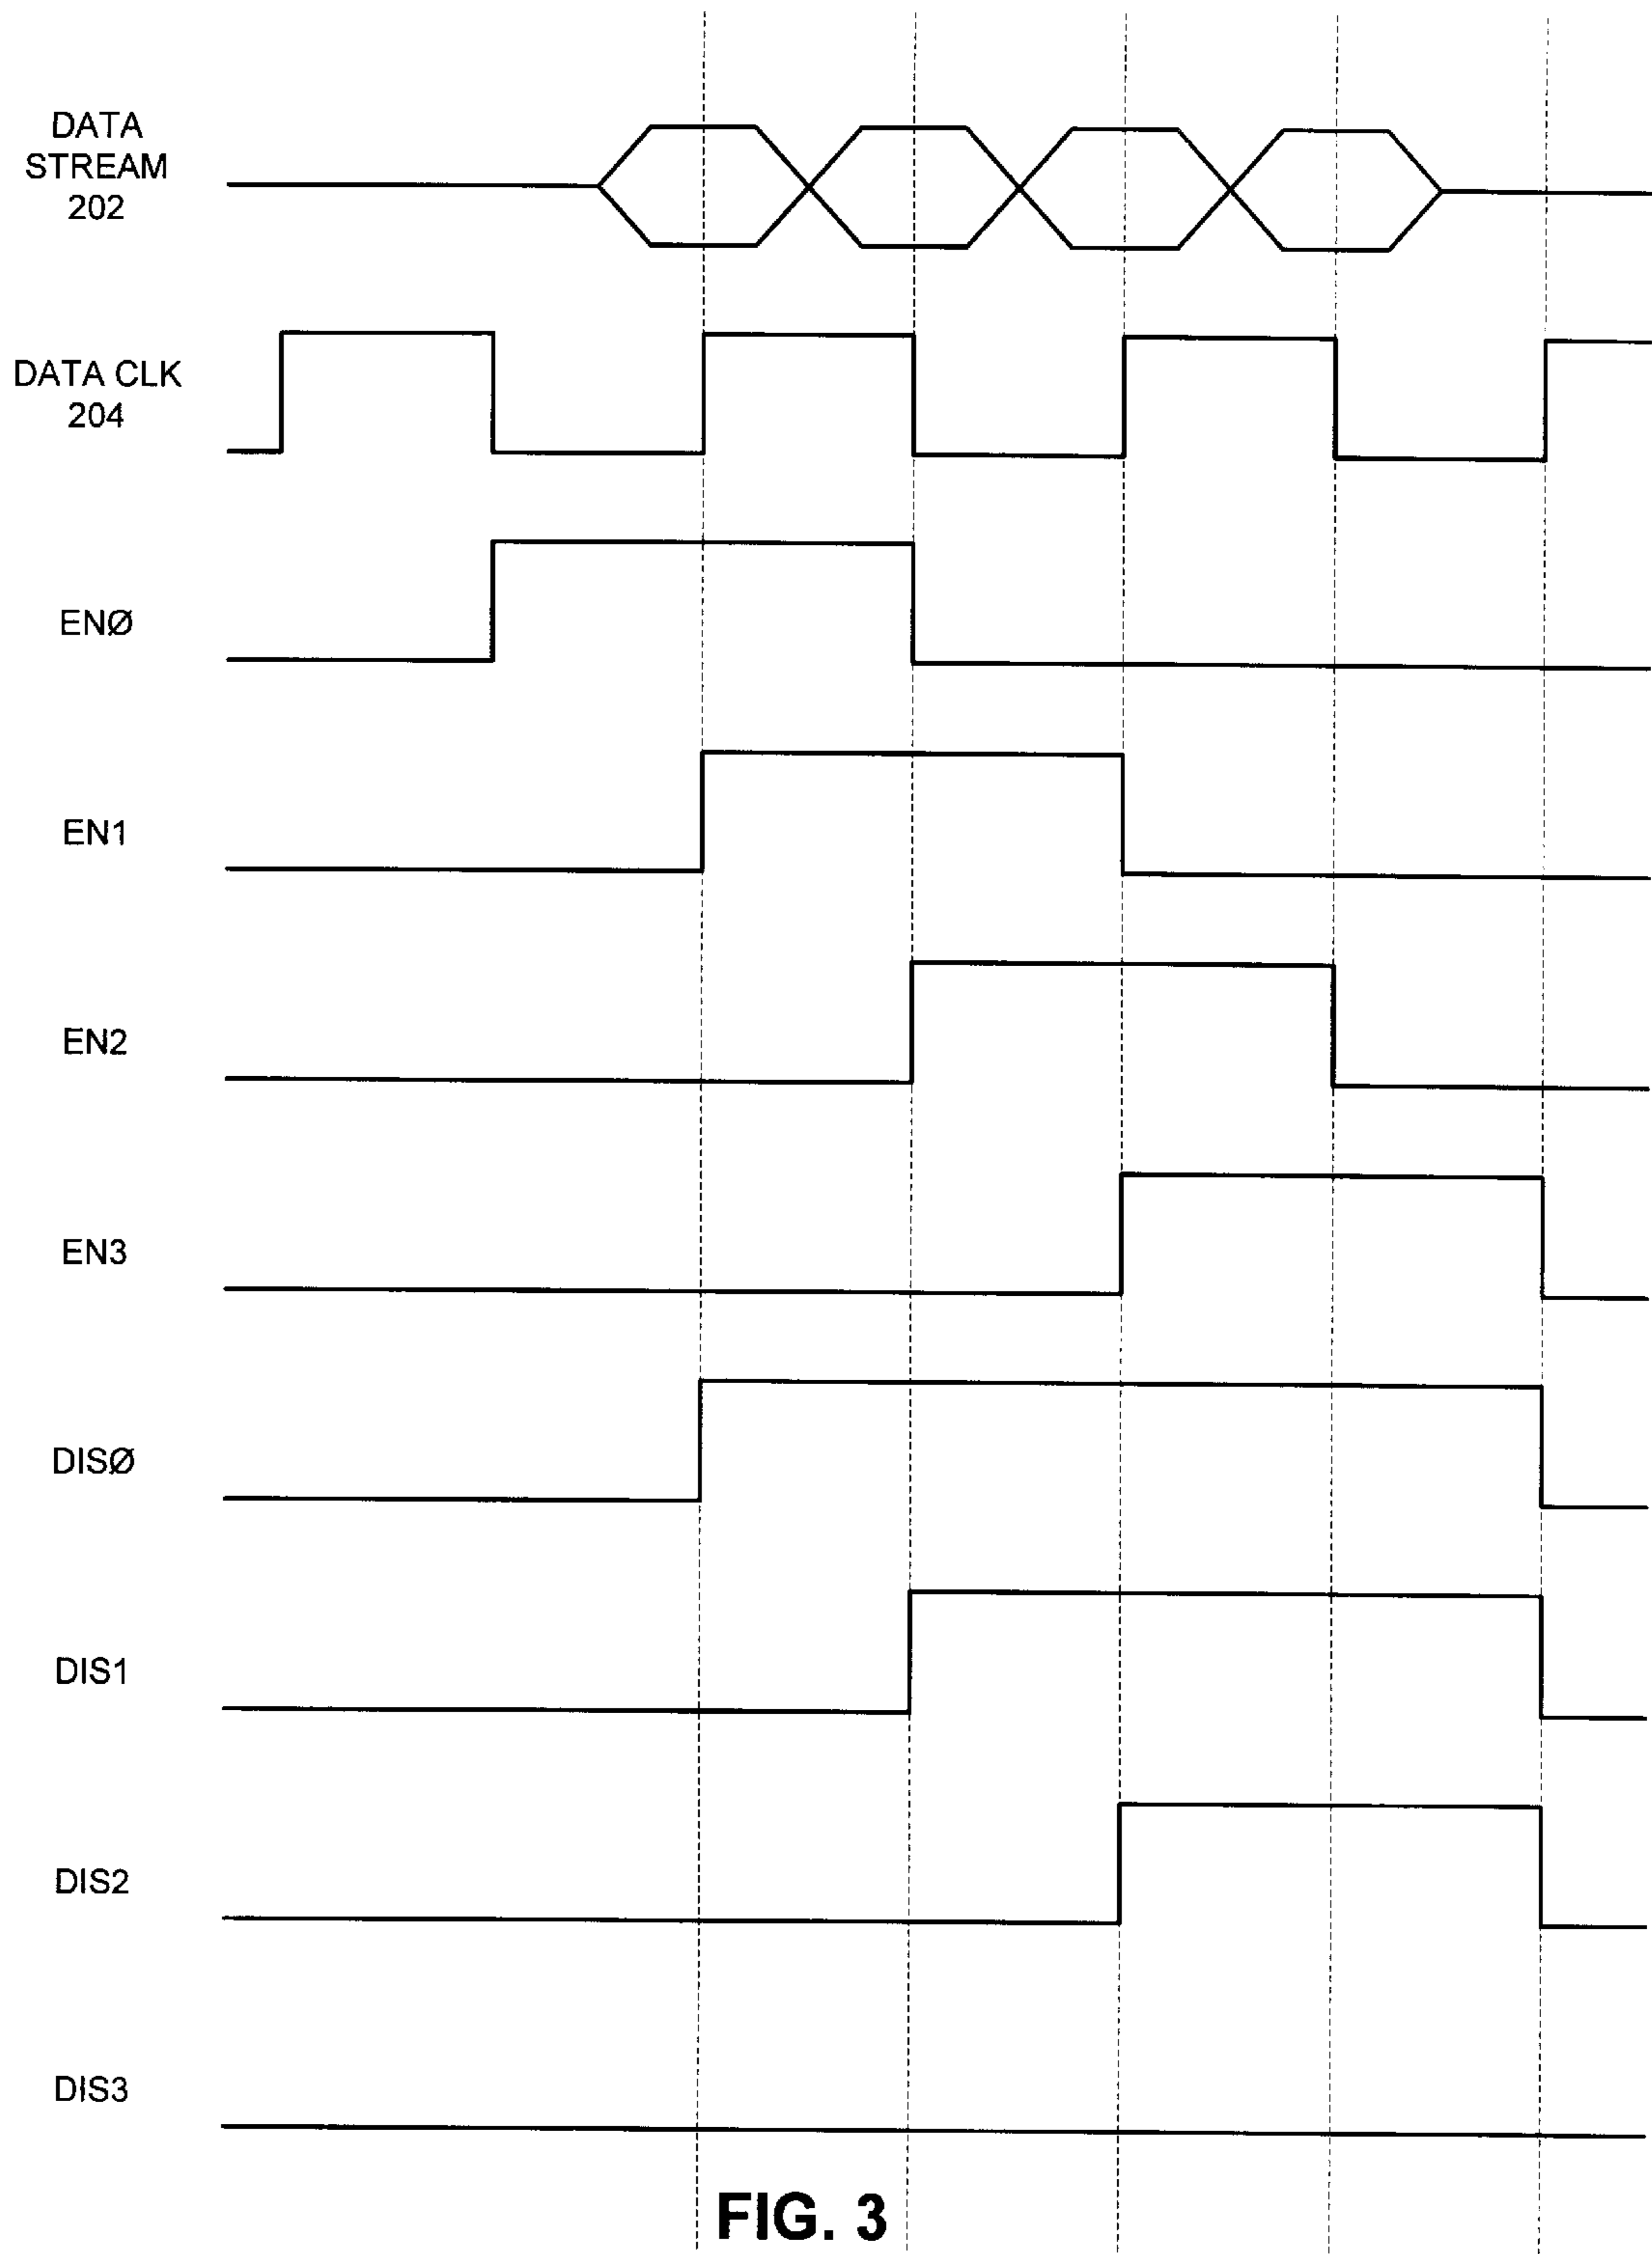 DATA
STREAM
202
DATA CLK
204
ENØ
EN1
EN2
EN3
DISØ
DIS1
DIS2
DIS3
FIG. 3